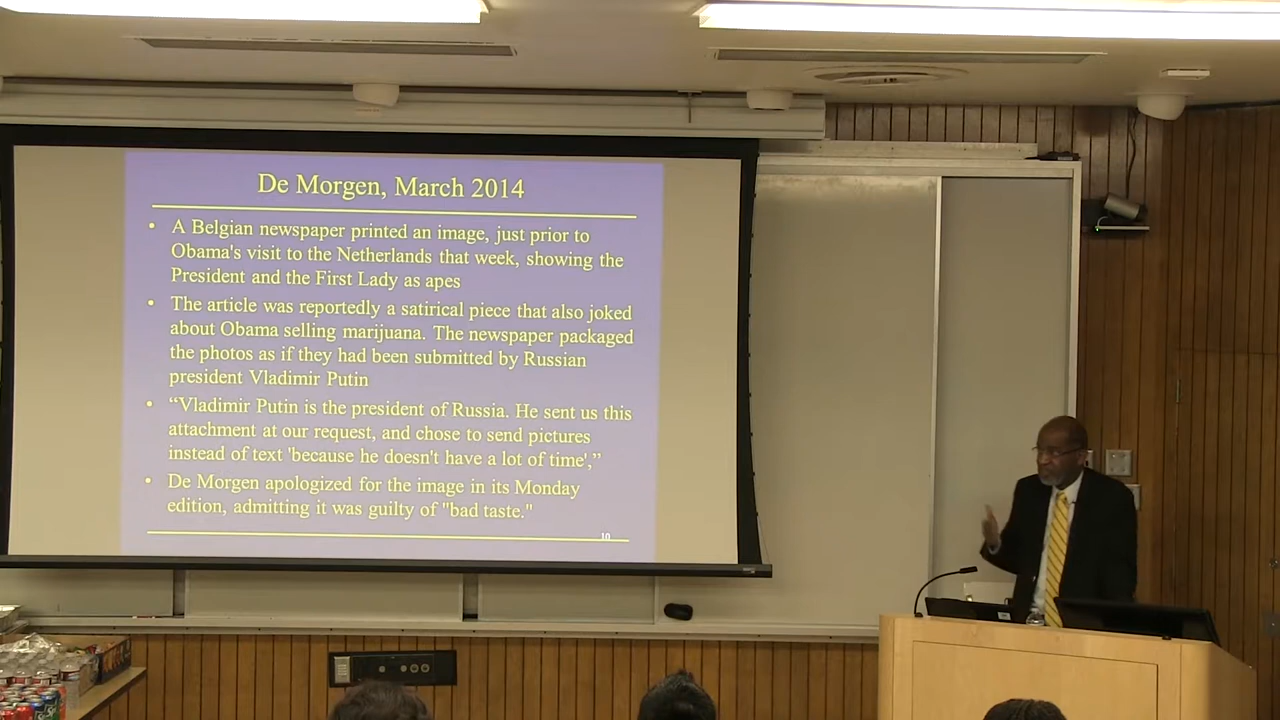 De Morgen, March 2014
• A Belgian newspaper printed an image, just prior to
Obama's visit to the Netherlands that week, showing the
President and the First Lady as apes
• The article was reportedly a satirical piece that also joked
about Obama selling marijuana. The newspaper packaged
the photos as if they had been submitted by Russian
president Vladimir Putin
• “Vladimir Putin is the president of Russia. He sent us this
attachment at our request, and chose to send pictures
instead of text 'because he doesn't have a lot of time',”
• De Morgen apologized for the image in its Monday
edition, admitting it was guilty of "bad taste."
10